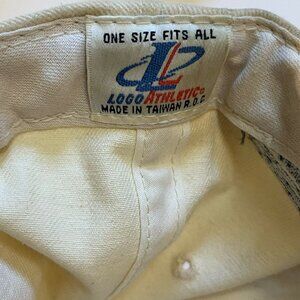 ONE SIZE FITS ALL
LOGO ATHLETIC
MADE IN TAIWAN R.O.C